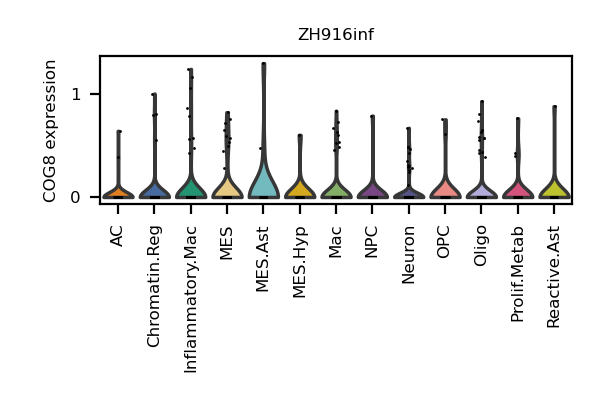 ZH916inf
COG8 expression
1
0
AC
Chromatin.Reg
Inflammatory.Mac
MES
MES.Ast
MES.Hyp
Mac
NPC
Neuron
OPC
Oligo
Prolif.Metab
Reactive.Ast